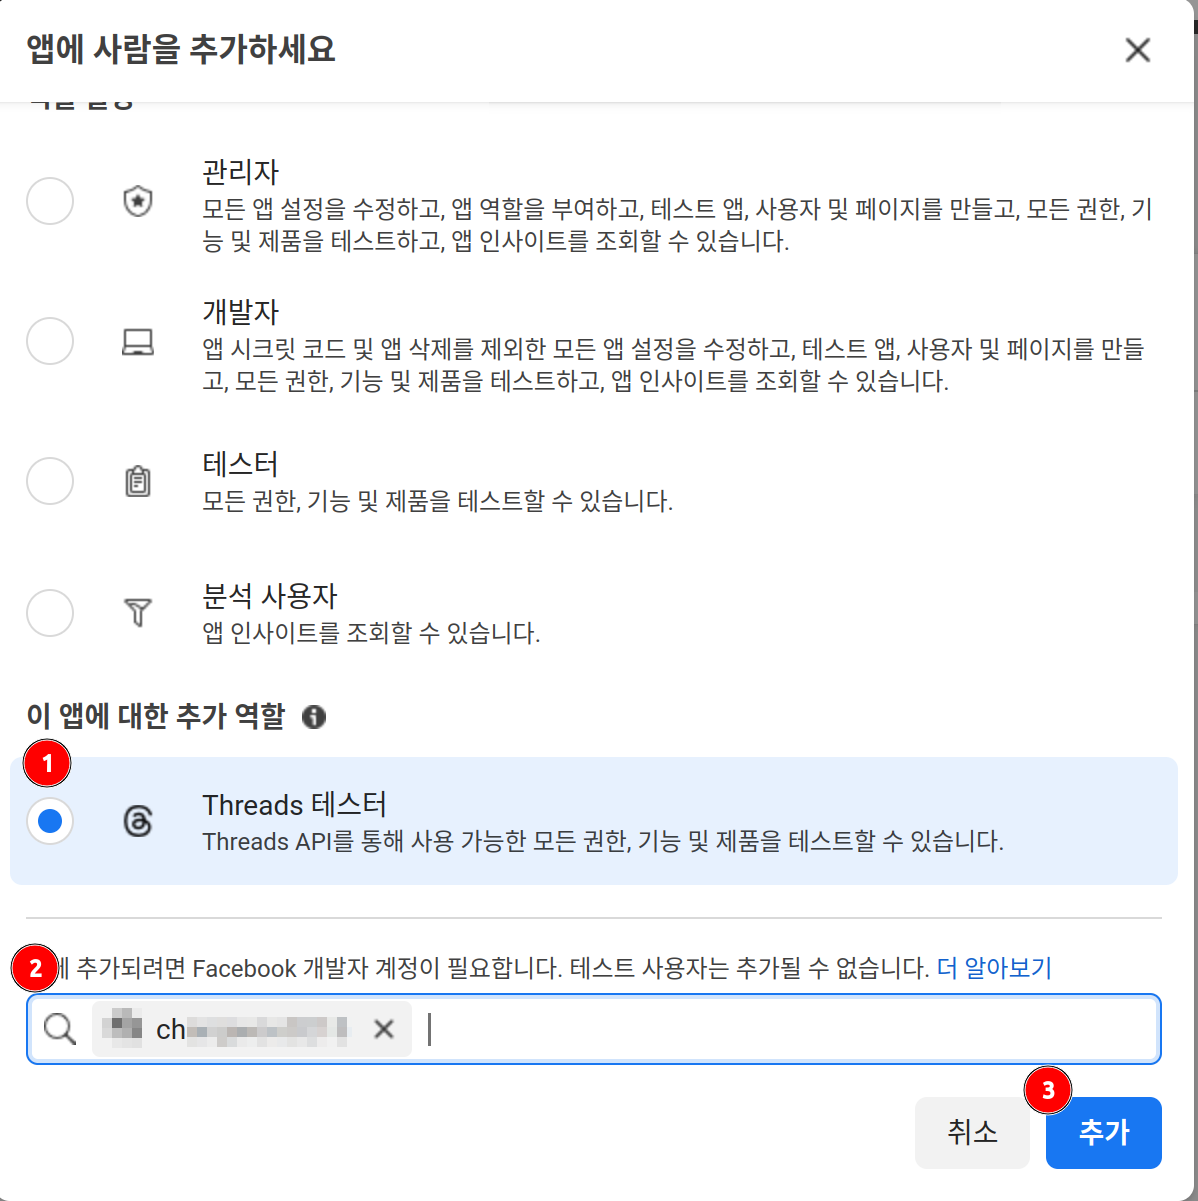 앱에 사람을 추가하세요
관리자
모든 앱 설정을 수정하고, 앱 역할을 부여하고, 테스트 앱, 사용자 및 페이지를 만들고, 모든 권한, 기
능 및 제품을 테스트하고, 앱 인사이트를 조회할 수 있습니다.
개발자
앱 시크릿 코드 및 앱 삭제를 제외한 모든 앱 설정을 수정하고, 테스트 앱, 사용자 및 페이지를 만들
고, 모든 권한, 기능 및 제품을 테스트하고, 앱 인사이트를 조회할 수 있습니다.
테스터
모든 권한, 기능 및 제품을 테스트할 수 있습니다.
분석 사용자
앱 인사이트를 조회할 수 있습니다.
이 앱에 대한 추가 역할
1
Threads 테스터
Threads API를 통해 사용 가능한 모든 권한, 기능 및 제품을 테스트할 수 있습니다.
2 추가되려면 Facebook 개발자 계정이 필요합니다. 테스트 사용자는 추가될 수 없습니다. 더 알아보기
ch
3
취소 추가